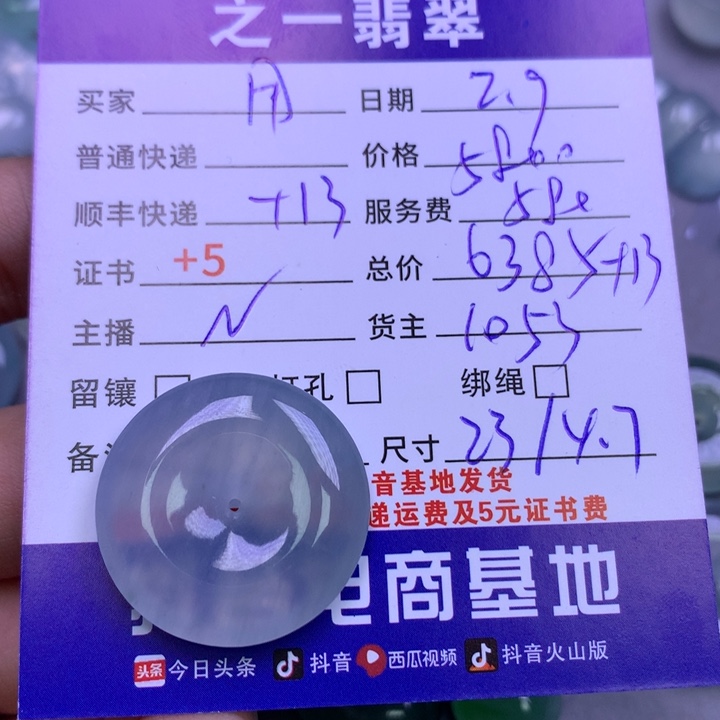 之一翡翠
买家 日期 2.9
普通快递 价格 5800
顺丰快递 +13 服务费 580
证书 +5 总价 6385+13
主播 N 货主 1053
留镶 打孔 绑绳
备 尺寸 23/4.7
音基地发货
递运费及5元证书费
电商基地
头条 今日头条 抖音 西瓜视频 抖音火山版